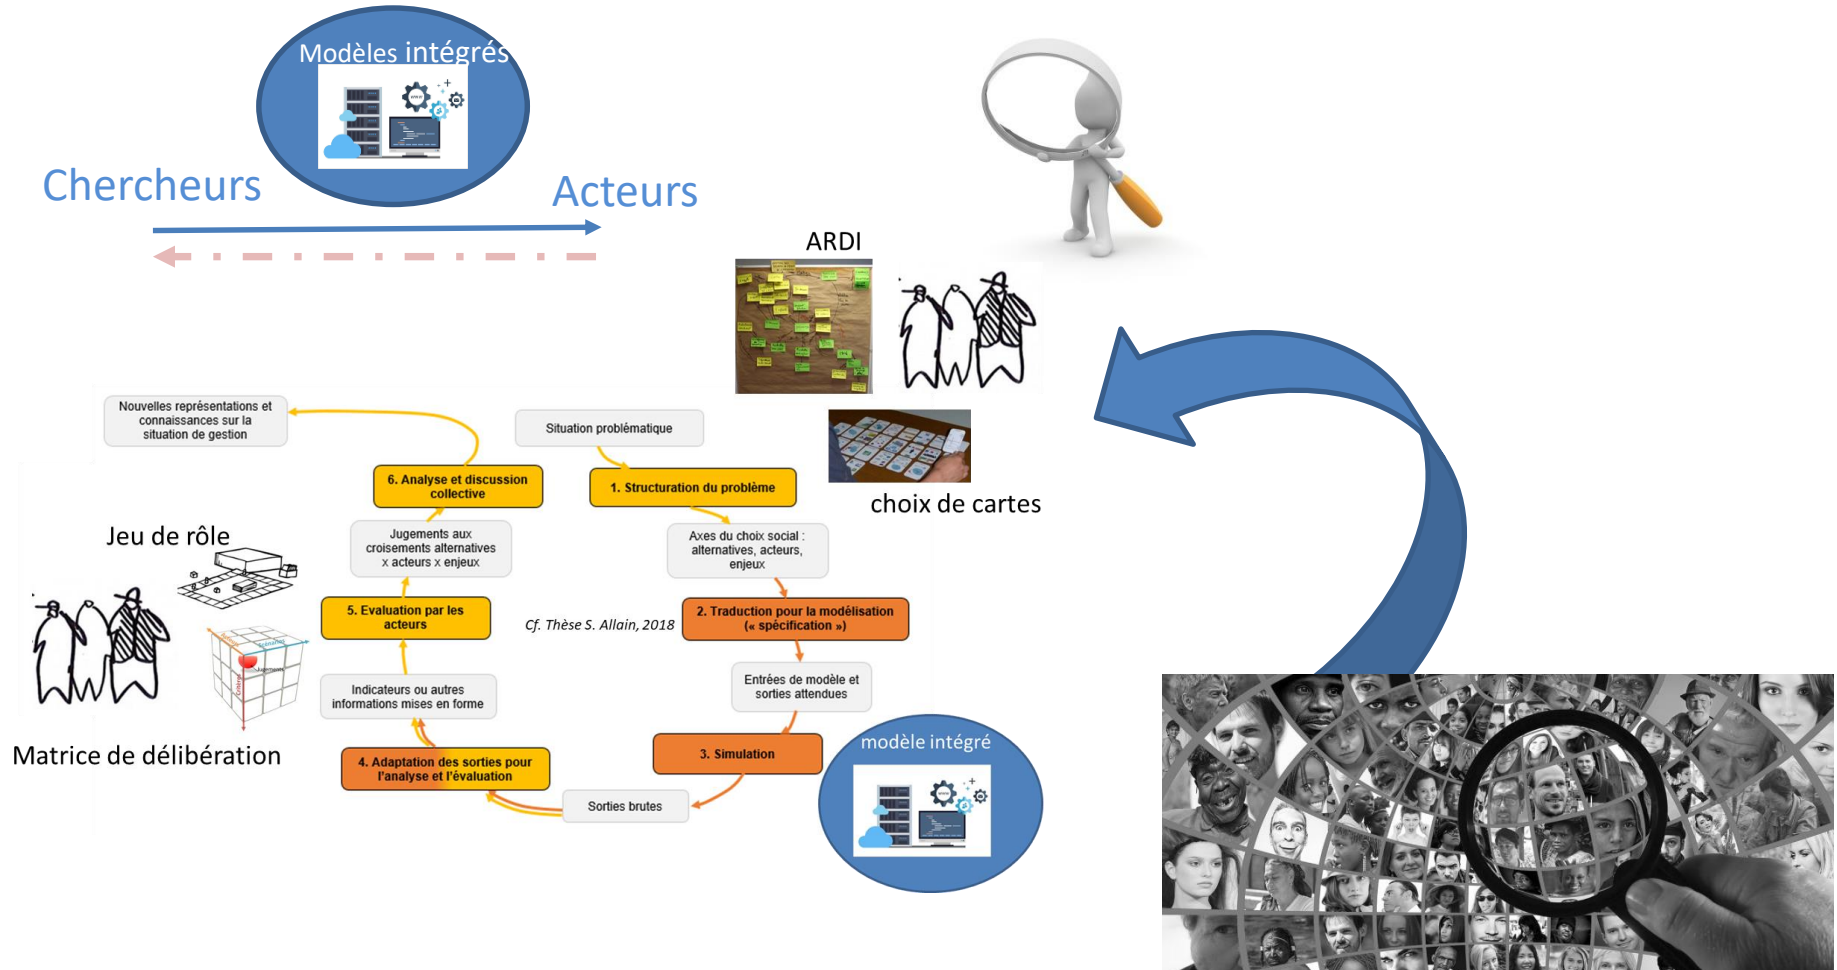 Modèles intégrés
Chercheurs
Acteurs
ARDI
choix de cartes
Nouvelles représentations et
connaissances sur la
situation de gestion
Situation problématique
6. Analyse et discussion
collective
1. Structuration du problème
Jugements aux
croisements alternatives
x acteurs x enjeux
Axes du choix social :
alternatives, acteurs,
enjeux
Jeu de rôle
5. Evaluation par les
acteurs
Cf. Thèse S. Allain, 2018
2. Traduction pour la modélisation
(« spécification »)
Scénarios
Jugements
Indicateurs ou autres
informations mises en forme
Entrées de modèle et
sorties attendues
Matrice de délibération
4. Adaptation des sorties pour
l'analyse et l'évaluation
3. Simulation
modèle intégré
Sorties brutes